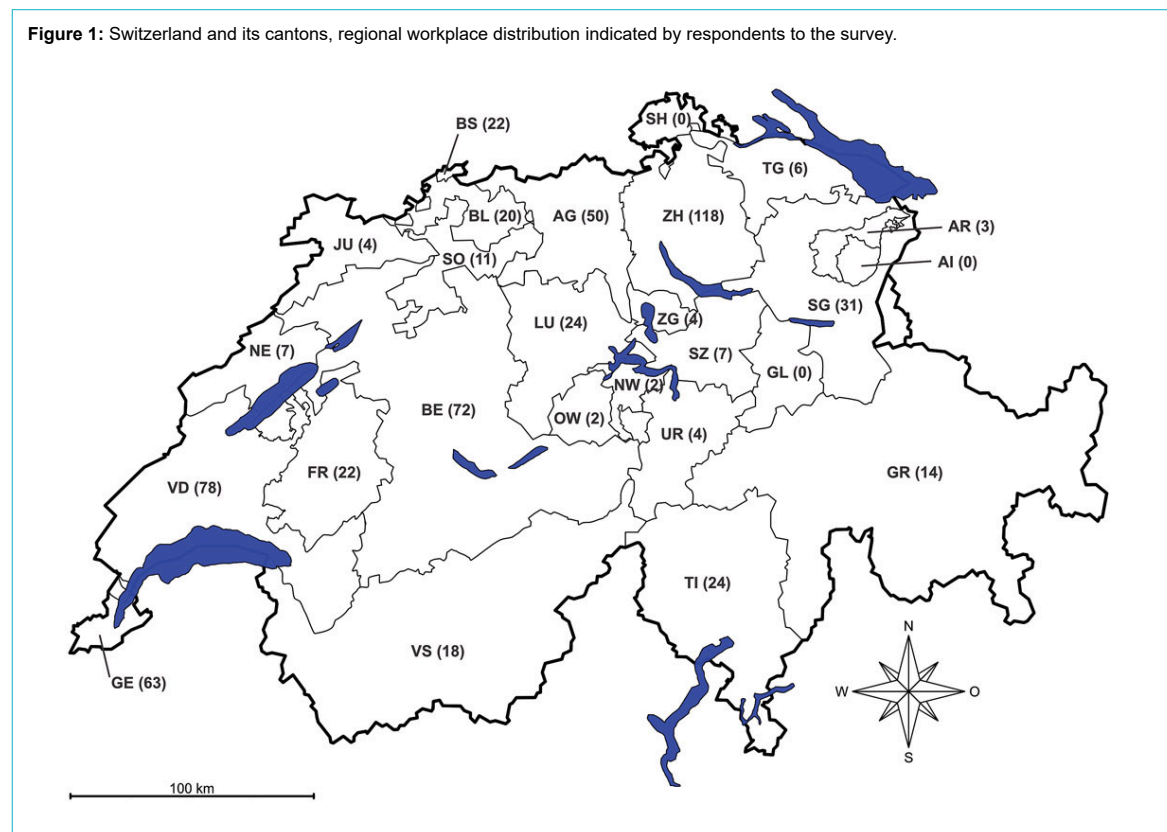 Figure 1: Switzerland and its cantons, regional workplace distribution indicated by respondents to the survey.
SH (0)
BS (22)
TG (6)
BL (20)
AG (50)
ZH (118)
AR (3)
JU (4)
SO (11)
AI (0)
SG (31)
LU (24)
ZG (4)
NE (7)
SZ (7)
GL (0)
NW (2)
BE (72)
OW (2)
UR (4)
FR (22)
GR (14)
VD (78)
TI (24)
N
VS (18)
GE (63)
W
O
S
100 km